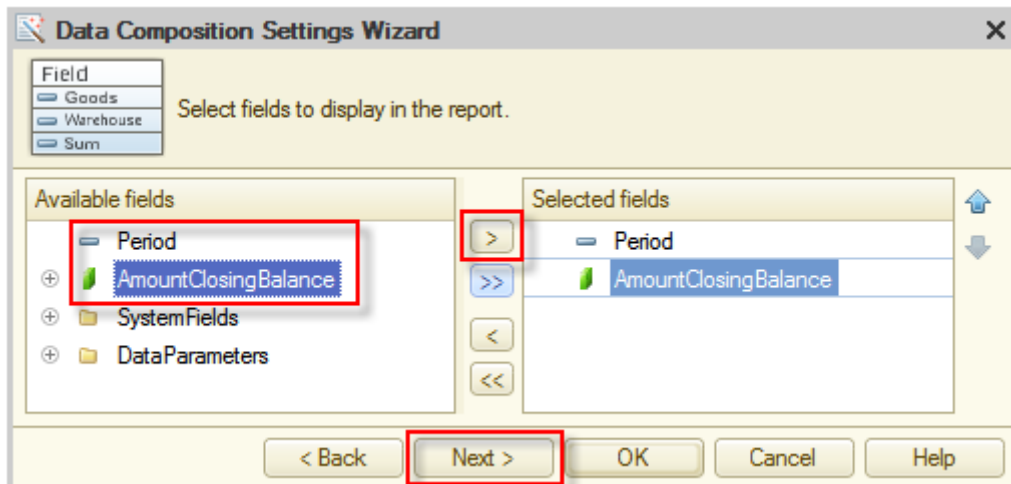 Data Composition Settings Wizard
Field
Goods
Warehouse
Sum
Select fields to display in the report.
Available fields
Period
AmountClosingBalance
SystemFields
DataParameters
>
>>
<
<<
Selected fields
Period
AmountClosingBalance
< Back Next > OK Cancel Help